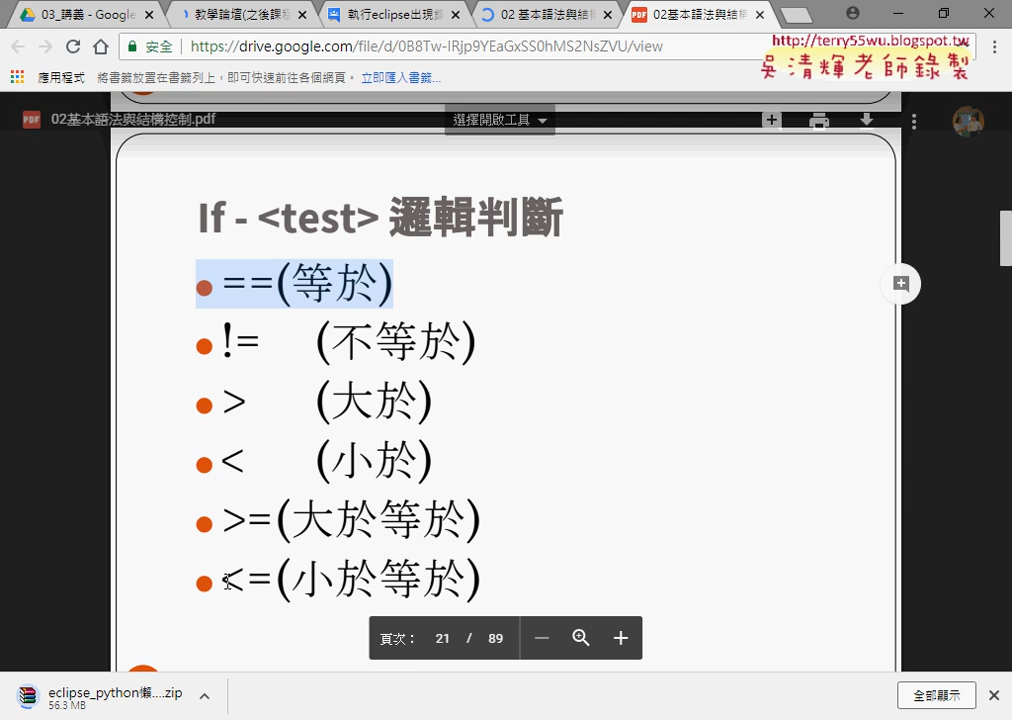 03_講義 - Google
教學論壇(之後課程
執行eclipse出現錯
02 基本語法與結構
02基本語法與結構
安全
https://drive.google.com/file/d/0B8Tw-IRjp9YEaGxSS0hMS2NsZVU/view
http://terry55wu.blogspot.tw
吳清輝老師錄製
應用程式
將書籤放置在書籤列上，即可快速前往各個網頁。
立即匯入書籤...
PDF
02基本語法與結構控制.pdf
選擇開啟工具
If - <test> 邏輯判斷
==(等於)
!= (不等於)
> (大於)
< (小於)
>=(大於等於)
<=(小於等於)
頁次：
21 / 89
eclipse_python懶....zip
56.3 MB
全部顯示